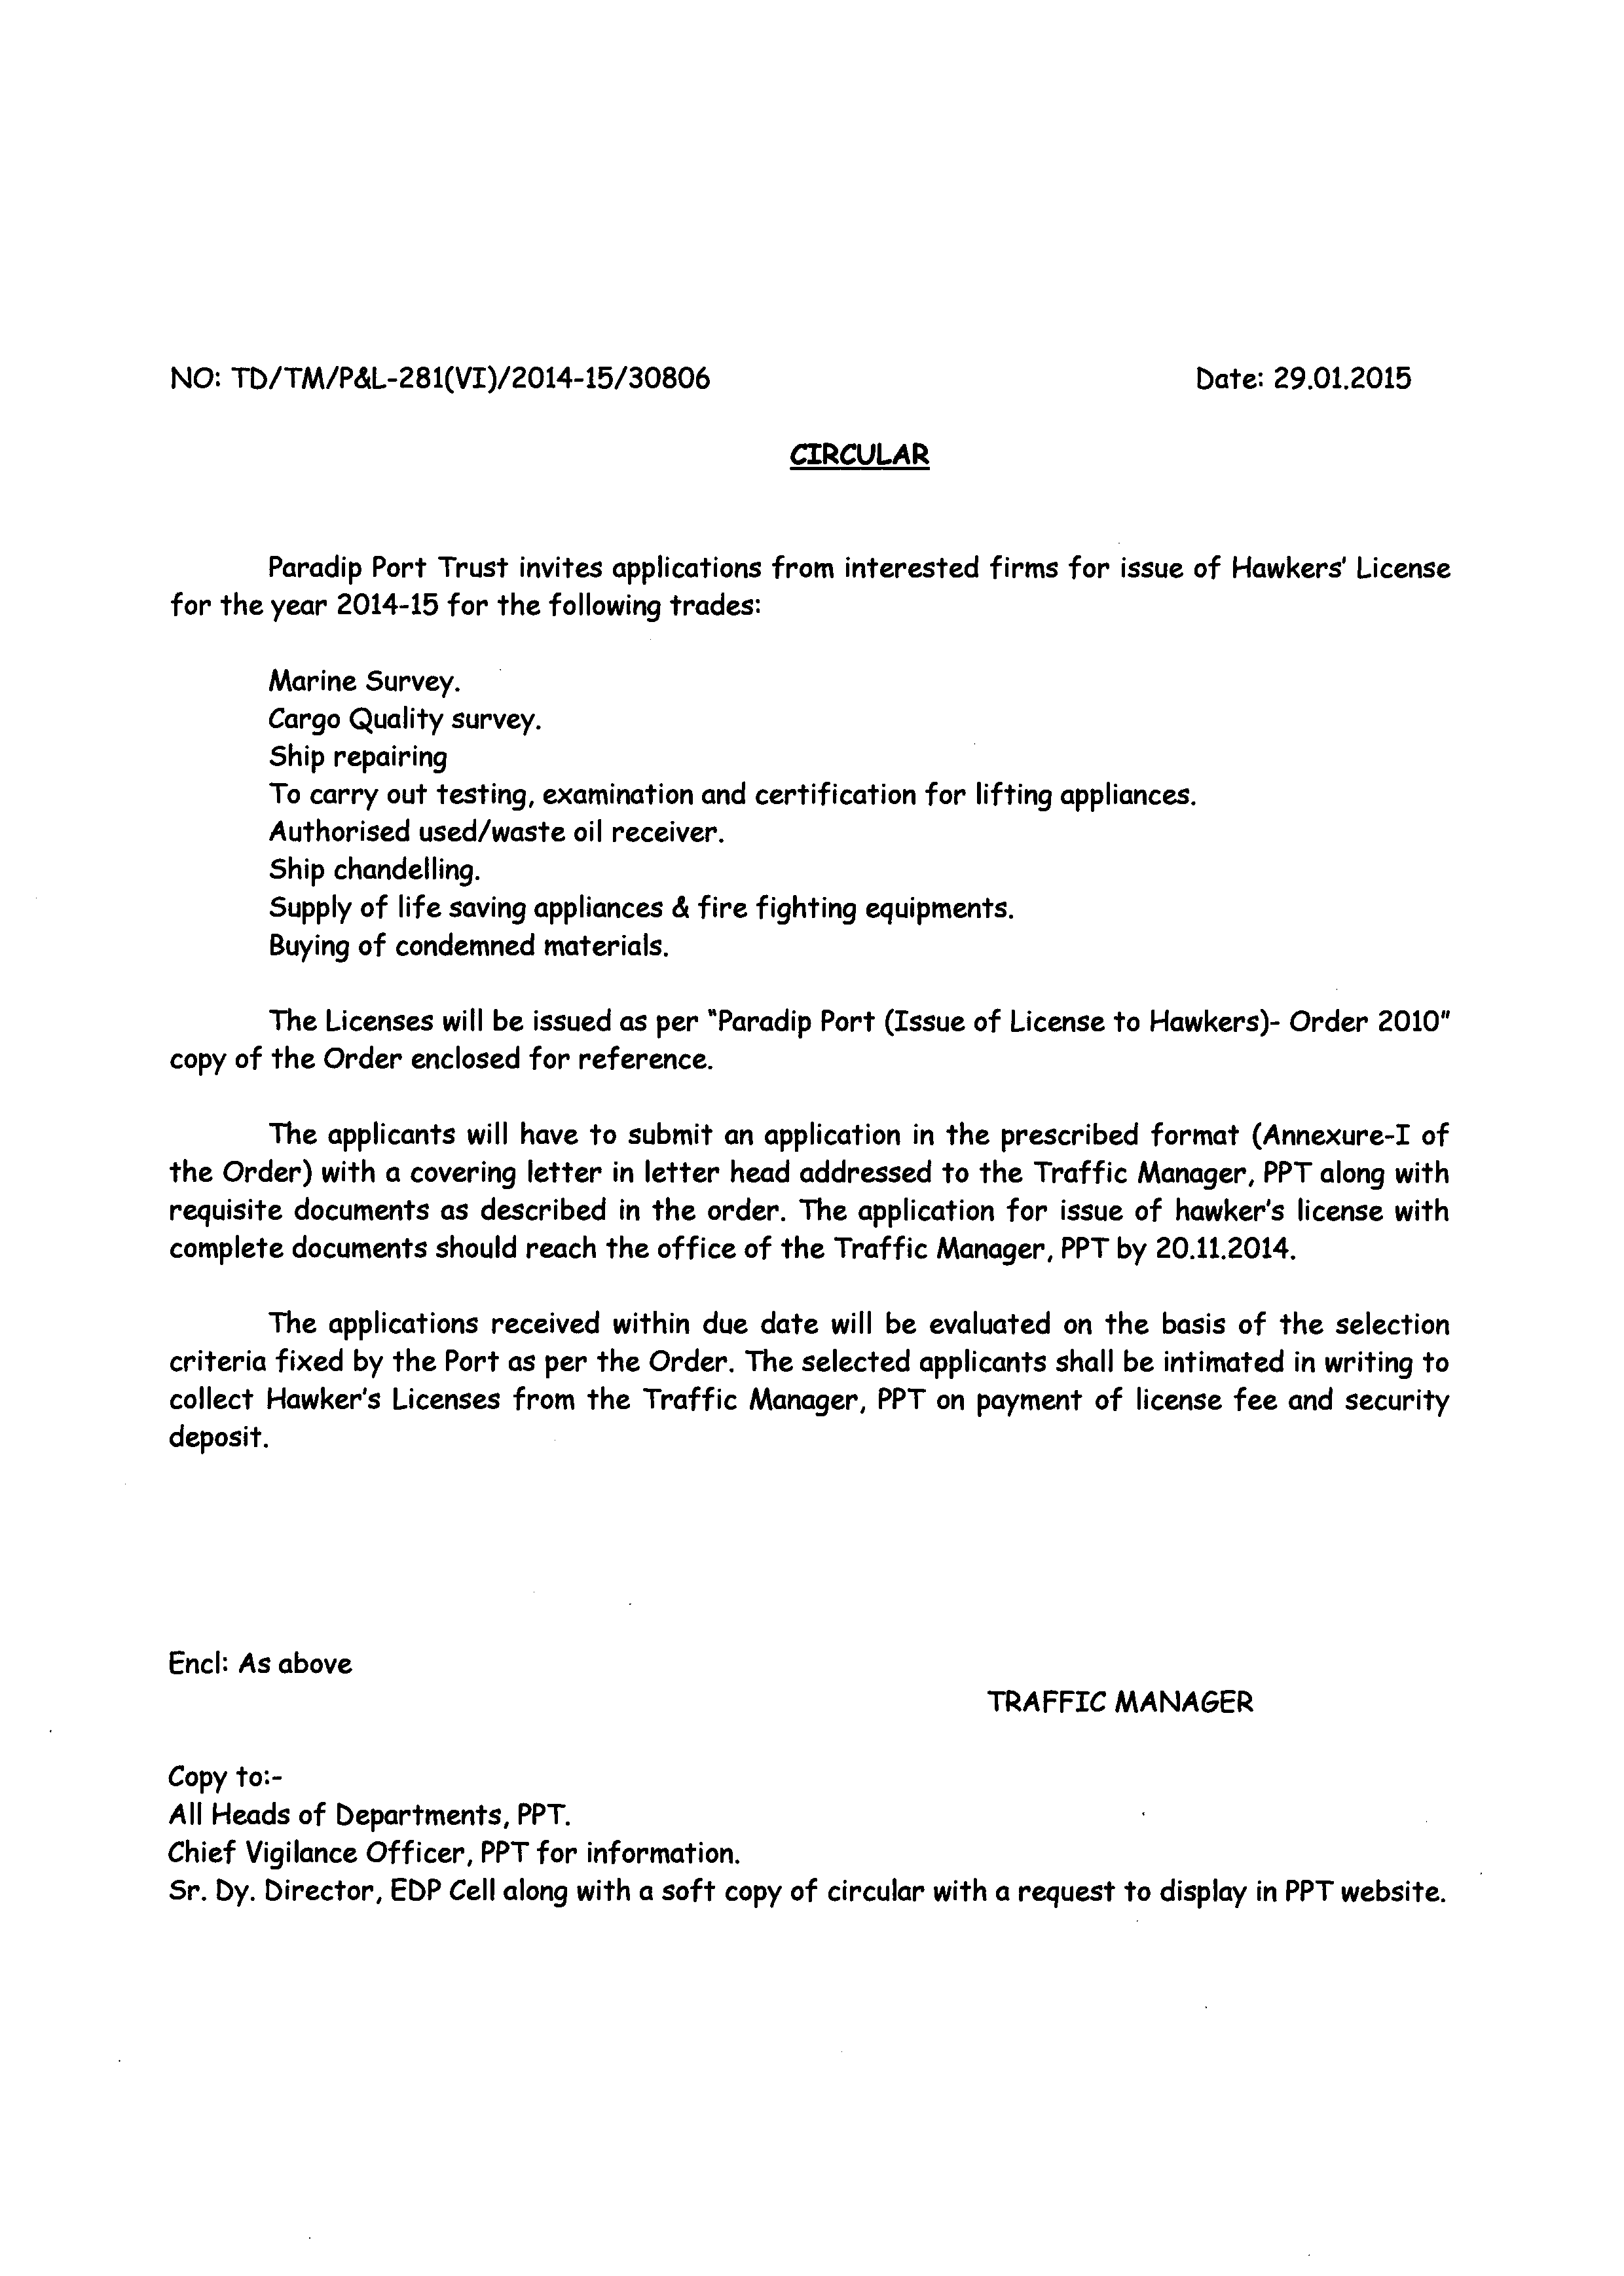 NO: TD/TM/P&L-281(VI)/2014-15/30806 Date: 29.01.2015
CIRCULAR
Paradip Port Trust invites applications from interested firms for issue of Hawkers' License
for the year 2014-15 for the following trades:
Marine Survey.
Cargo Quality survey.
Ship repairing
To carry out testing, examination and certification for lifting appliances.
Authorised used/waste oil receiver.
Ship chandelling.
Supply of life saving appliances & fire fighting equipments.
Buying of condemned materials.
The Licenses will be issued as per "Paradip Port (Issue of License to Hawkers)- Order 2010"
copy of the Order enclosed for reference.
The applicants will have to submit an application in the prescribed format (Annexure-I of
the Order) with a covering letter in letter head addressed to the Traffic Manager, PPT along with
requisite documents as described in the order. The application for issue of hawker's license with
complete documents should reach the office of the Traffic Manager, PPT by 20.11.2014.
The applications received within due date will be evaluated on the basis of the selection
criteria fixed by the Port as per the Order. The selected applicants shall be intimated in writing to
collect Hawker's Licenses from the Traffic Manager, PPT on payment of license fee and security
deposit.
Encl: As above
TRAFFIC MANAGER
Copy to:-
All Heads of Departments, PPT.
Chief Vigilance Officer, PPT for information.
Sr. Dy. Director, EDP Cell along with a soft copy of circular with a request to display in PPT website.